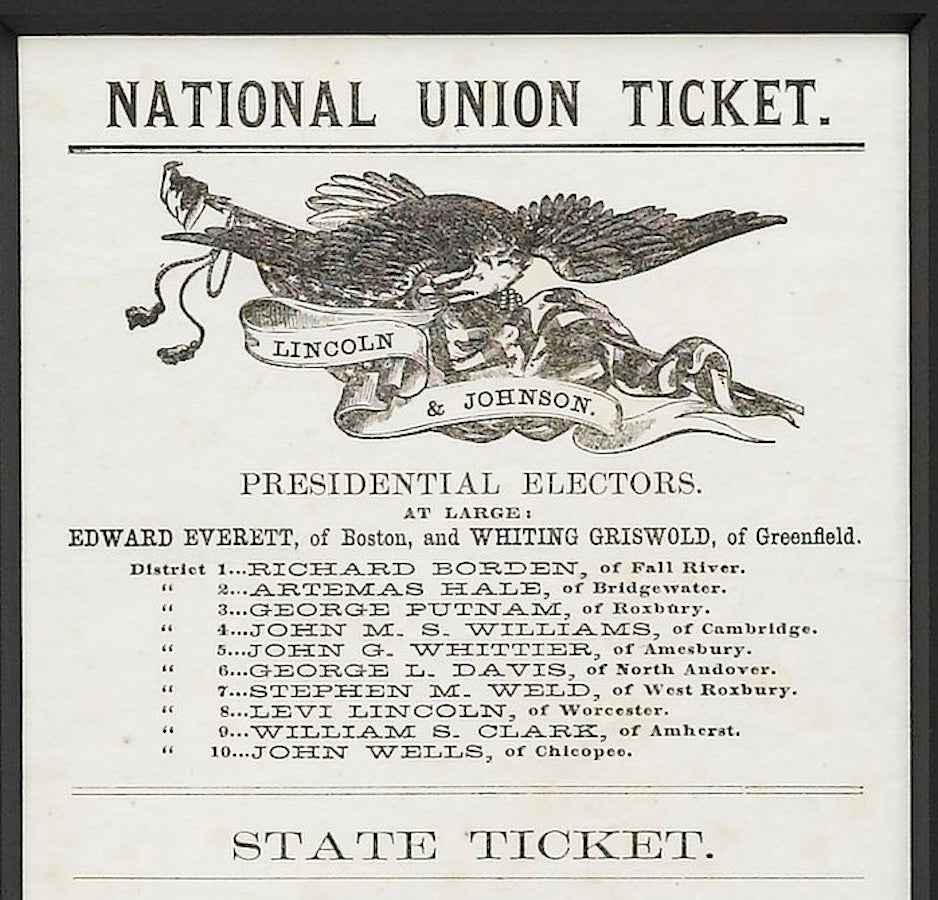 NATIONAL UNION TICKET.
LINCOLN
& JOHNSON.
PRESIDENTIAL ELECTORS.
AT LARGE:
EDWARD EVERETT, of Boston, and WHITING GRISWOLD, of Greenfield.
District 1...RICHARD BORDEN, of Fall River.
“ 2...ARTEMAS HALE, of Bridgewater.
“ 3...GEORGE PUTNAM, of Roxbury.
“ 4...JOHN M. S. WILLIAMS, of Cambridge.
“ 5...JOHN G. WHITTIER, of Amesbury.
“ 6...GEORGE L. DAVIS, of North Andover.
“ 7...STEPHEN M. WELD, of West Roxbury.
“ 8...LEVI LINCOLN, of Worcester.
“ 9...WILLIAM S. CLARK, of Amherst.
“ 10...JOHN WELLS, of Chicopee.
STATE TICKET.